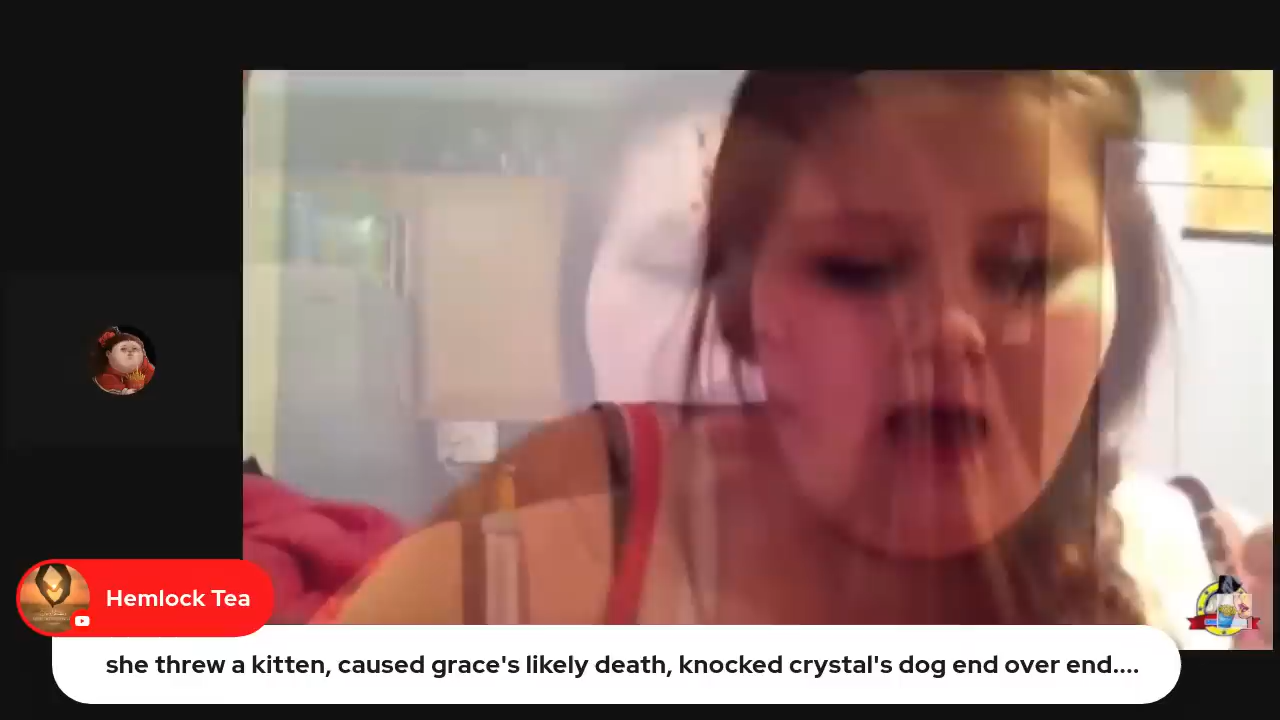 Hemlock Tea
she threw a kitten, caused grace's likely death, knocked crystal's dog end over end....